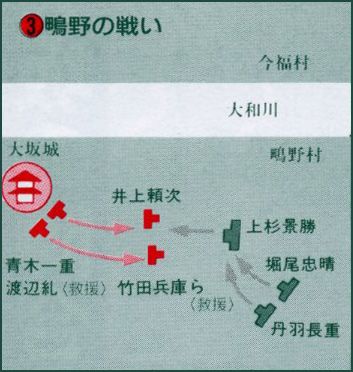 ③鴫野の戦い
今福村
大和川
大坂城
鴫野村
井上頼次
上杉景勝
青木一重
渡辺糺〈救援〉
竹田兵庫ら
堀尾忠晴
〈救援〉
丹羽長重